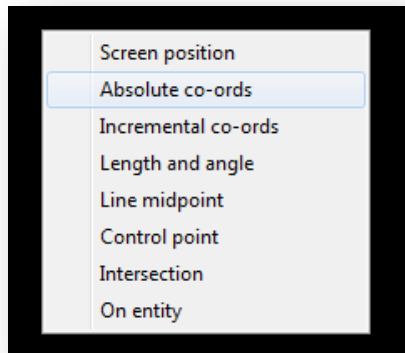 Screen position
Absolute co-ords
Incremental co-ords
Length and angle
Line midpoint
Control point
Intersection
On entity